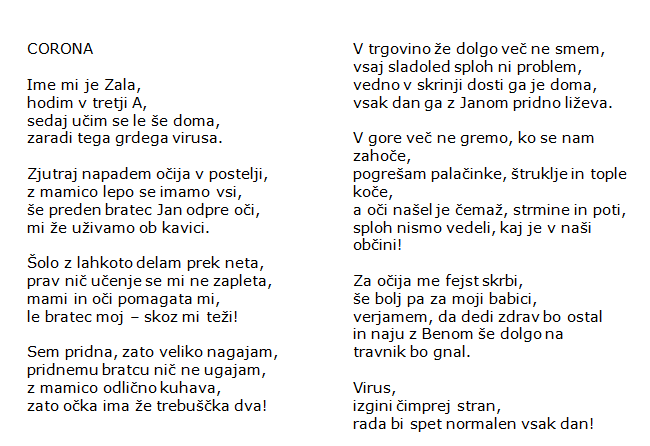 CORONA
Ime mi je Zala,
hodim v tretji A,
sedaj učim se le še doma,
zaradi tega grdega virusa.
Zjutraj napadem očija v postelji,
z mamico lepo se imamo vsi,
še preden bratec Jan odpre oči,
mi že uživamo ob kavici.
Šolo z lahkoto delam prek neta,
prav nič učenje se mi ne zapleta,
mami in oči pomagata mi,
le bratec moj – skoz mi teži!
Sem pridna, zato veliko nagajam,
pridnemu bratcu nič ne ugajam,
z mamico odlično kuhava,
zato očka ima že trebuščka dva!
V trgovino že dolgo več ne smem,
vsaj sladoled sploh ni problem,
vedno v skrinji dosti ga je doma,
vsak dan ga z Janom pridno liževa.
V gore več ne gremo, ko se nam
zahoče,
pogrešam palačinke, štruklje in tople
koče,
a oči našel je čemaž, strmine in poti,
sploh nismo vedeli, kaj je v naši
občini!
Za očija me fejst skrbi,
še bolj pa za moji babici,
verjamem, da dedi zdrav bo ostal
in naju z Benom še dolgo na
travnik bo gnal.
Virus,
izgini čimprej stran,
rada bi spet normalen vsak dan!